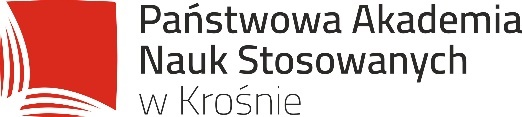 Państwowa Akademia
Nauk Stosowanych
w Krośnie